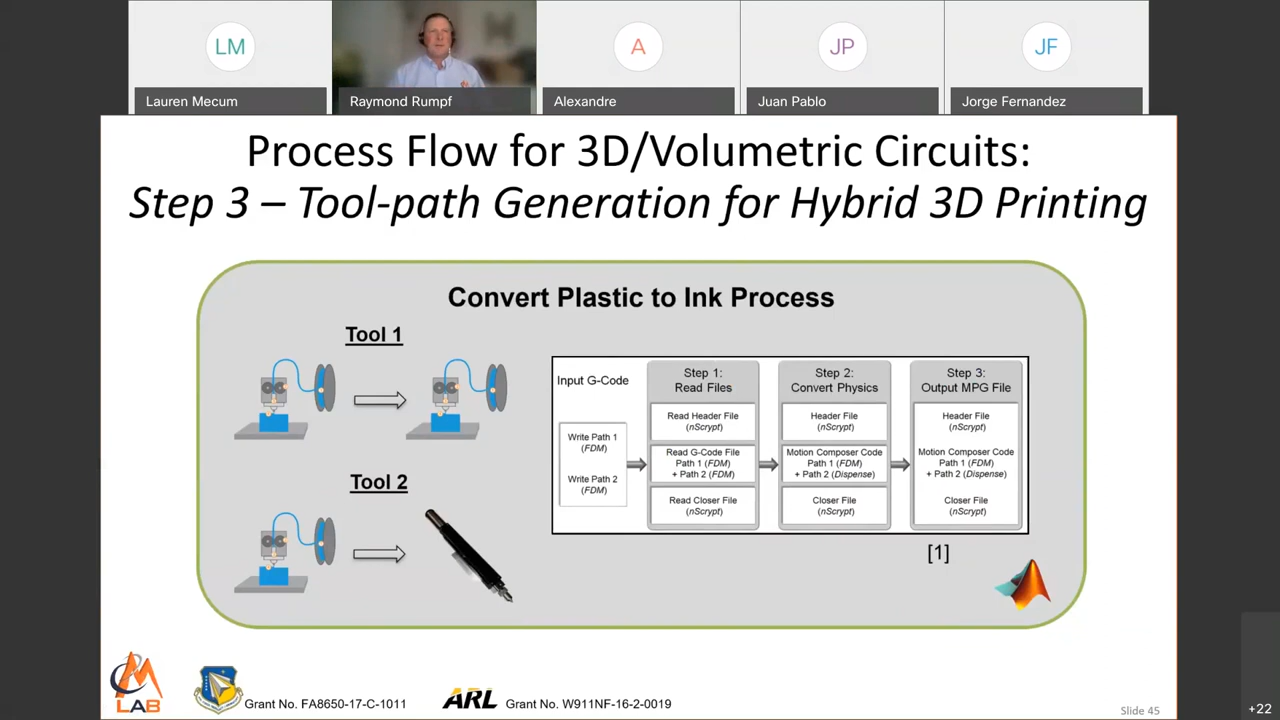 LM
A
JP
JF
Lauren Mecum
Raymond Rumpf
Alexandre
Juan Pablo
Jorge Fernandez
Process Flow for 3D/Volumetric Circuits:
Step 3 – Tool-path Generation for Hybrid 3D Printing
Convert Plastic to Ink Process
Tool 1
Tool 2
Input G-Code
Write Path 1
(FDM)
Write Path 2
(FDM)
Step 1:
Read Files
Read Header File
(nScrypt)
Read G-Code File
Path 1 (FDM)
+ Path 2 (FDM)
Read Closer File
(nScrypt)
Step 2:
Convert Physics
Header File
(nScrypt)
Motion Composer Code
Path 1 (FDM)
+ Path 2 (Dispense)
Closer File
(nScrypt)
Step 3:
Output MPG File
Header File
(nScrypt)
Motion Composer Code
Path 1 (FDM)
+ Path 2 (Dispense)
Closer File
(nScrypt)
[1]
EM
LAB
Grant No. FA8650-17-C-1011
ARL
Grant No. W911NF-16-2-0019
Slide 45
+22